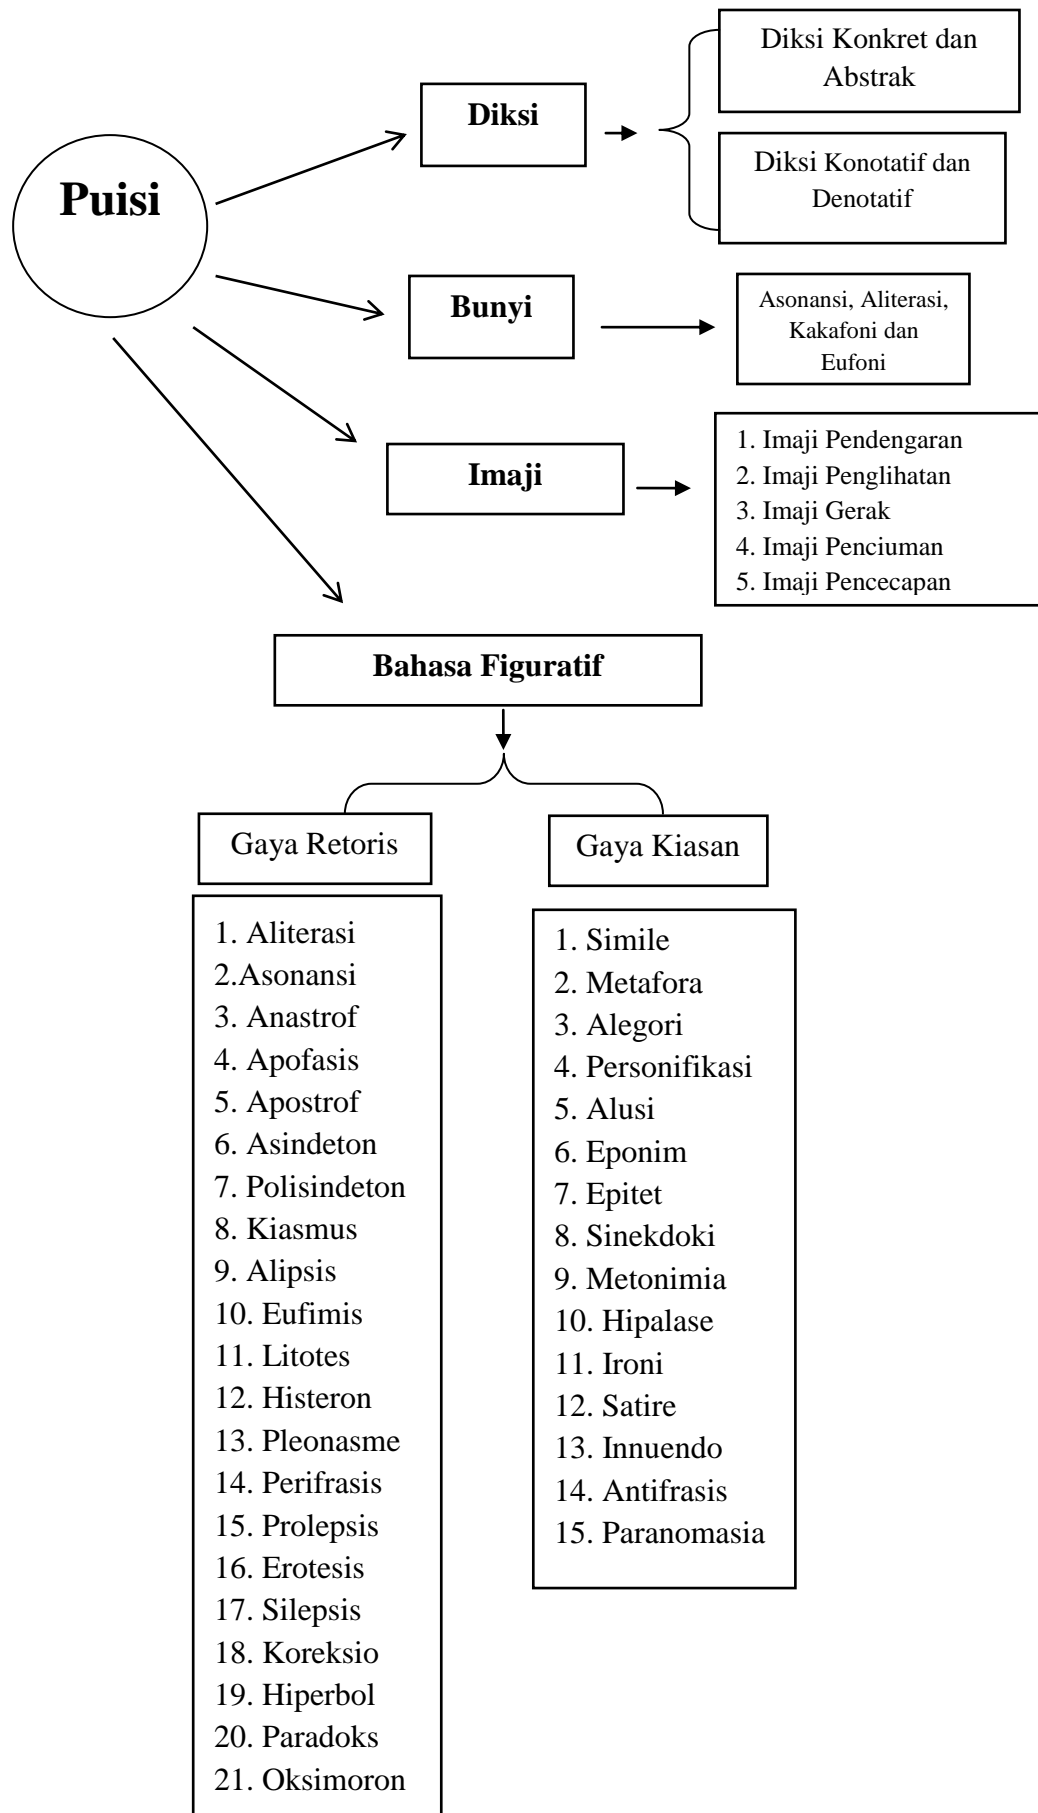 Puisi
Diksi
Diksi Konkret dan
Abstrak
Diksi Konotatif dan
Denotatif
Bunyi
Asonansi, Aliterasi,
Kakafoni dan
Eufoni
Imaji
1. Imaji Pendengaran
2. Imaji Penglihatan
3. Imaji Gerak
4. Imaji Penciuman
5. Imaji Pencecapan
Bahasa Figuratif
Gaya Retoris
1. Aliterasi
2.Asonansi
3. Anastrof
4. Apofasis
5. Apostrof
6. Asindeton
7. Polisindeton
8. Kiasmus
9. Alipsis
10. Eufimis
11. Litotes
12. Histeron
13. Pleonasme
14. Perifrasis
15. Prolepsis
16. Erotesis
17. Silepsis
18. Koreksio
19. Hiperbol
20. Paradoks
21. Oksimoron
Gaya Kiasan
1. Simile
2. Metafora
3. Alegori
4. Personifikasi
5. Alusi
6. Eponim
7. Epitet
8. Sinekdoki
9. Metonimia
10. Hipalase
11. Ironi
12. Satire
13. Innuendo
14. Antifrasis
15. Paranomasia